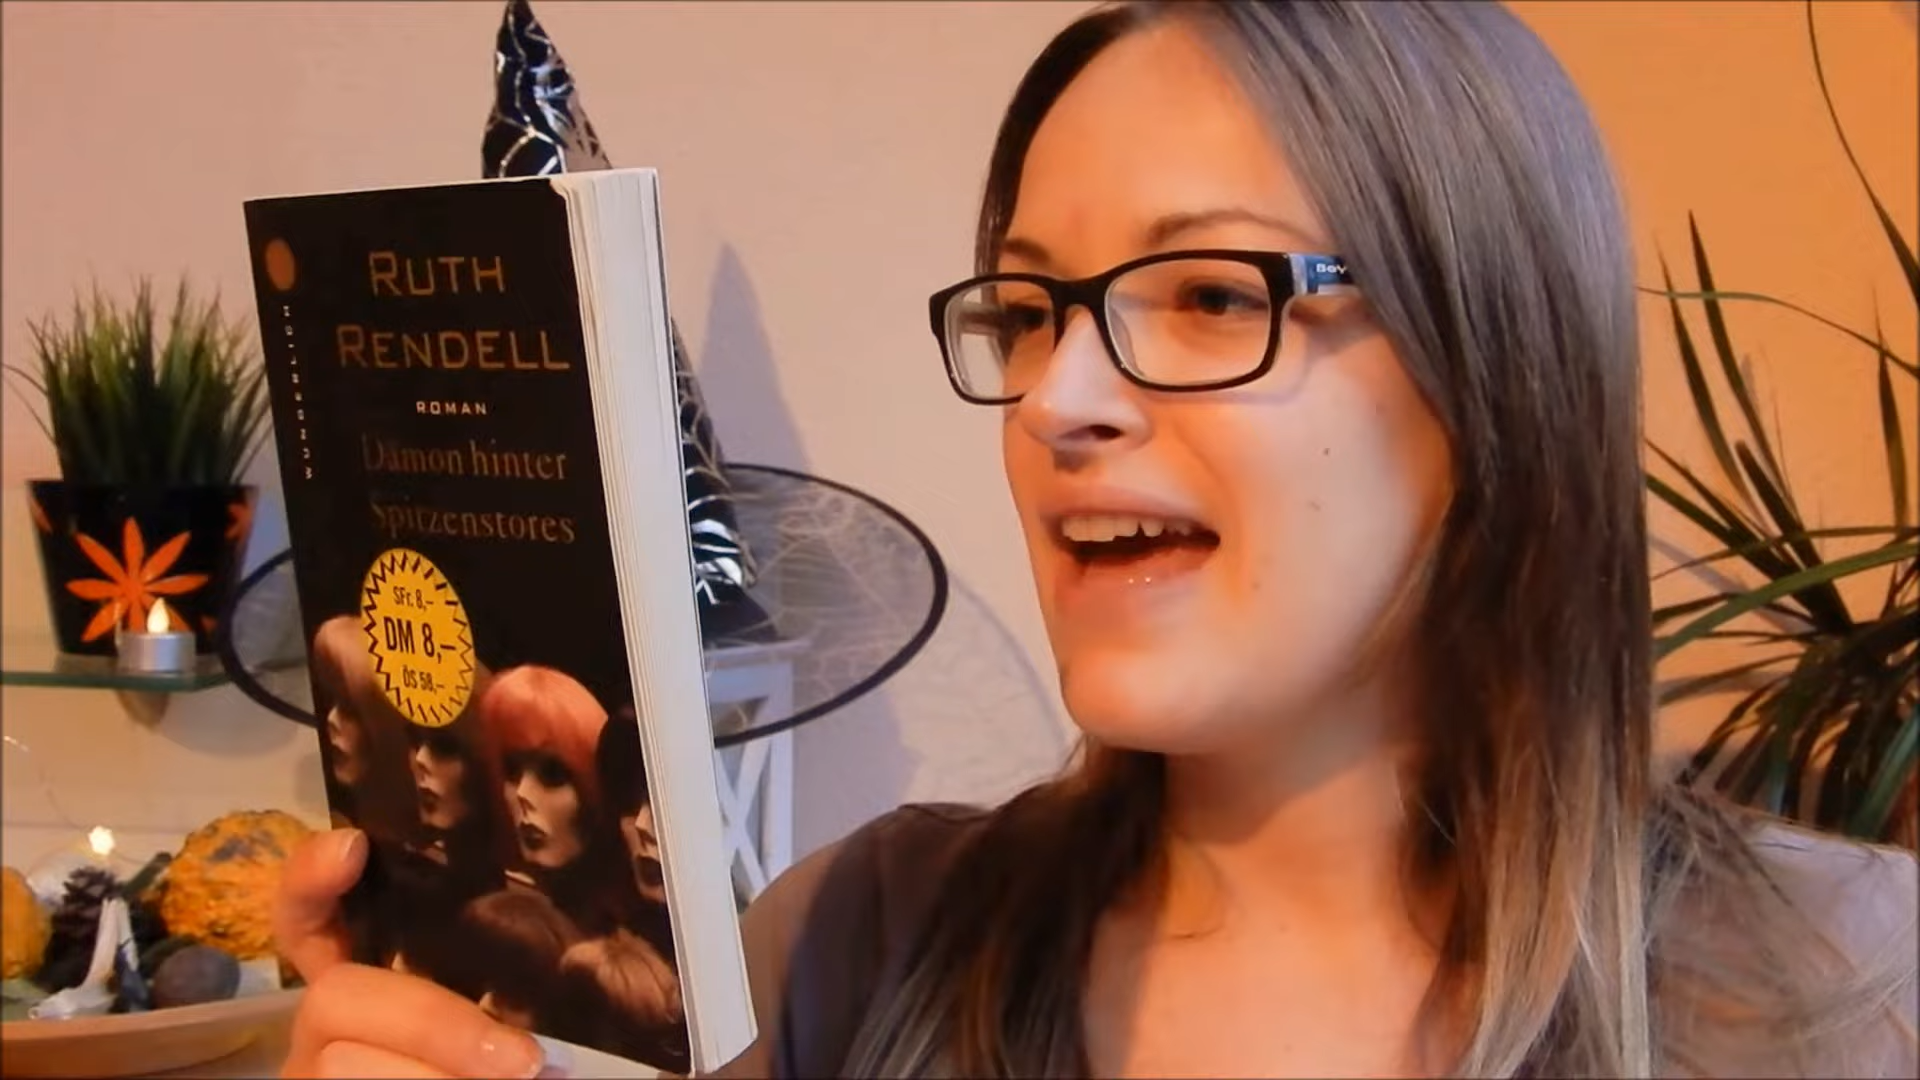 RUTH
RENDELL
ROMAN
Dämon hinter
Spitzenstores
WUNDERLICH
SFr. 8,–
DM 8,–
ÖS 58,–